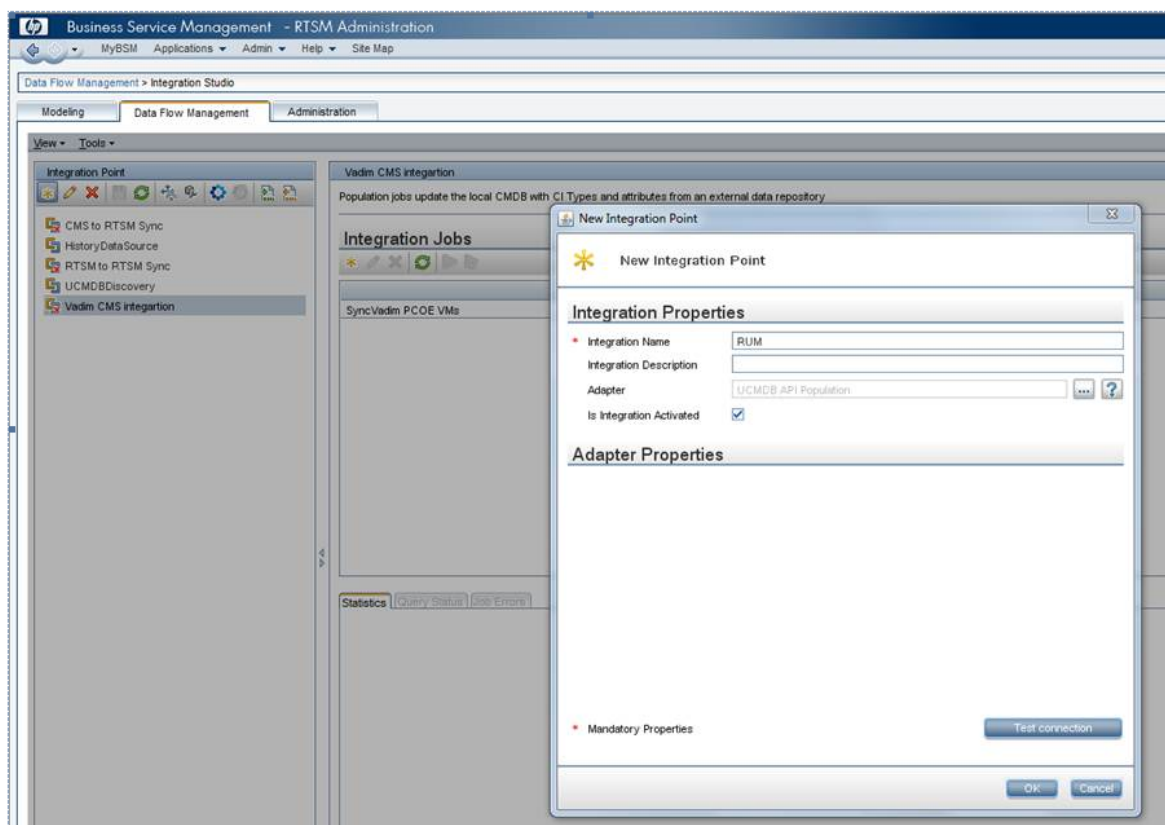 hp Business Service Management - RTSM Administration
MyBSM Applications Admin Help Site Map
Data Flow Management > Integration Studio
Modeling Data Flow Management Administration
View Tools
Integration Point
CMS to RTSM Sync
HistoryDataSource
RTSM to RTSM Sync
UCMDBDiscovery
Vadim CMS integartion
Vadim CMS integartion
Population jobs update the local CMDB with CI Types and attributes from an external data repository
Integration Jobs
SyncVadim PCOE VMs
Statistics Query Status Job Errors
New Integration Point
New Integration Point
Integration Properties
* Integration Name RUM
Integration Description
Adapter UCMDB API Population ... ?
Is Integration Activated
Adapter Properties
* Mandatory Properties Test connection
OK Cancel